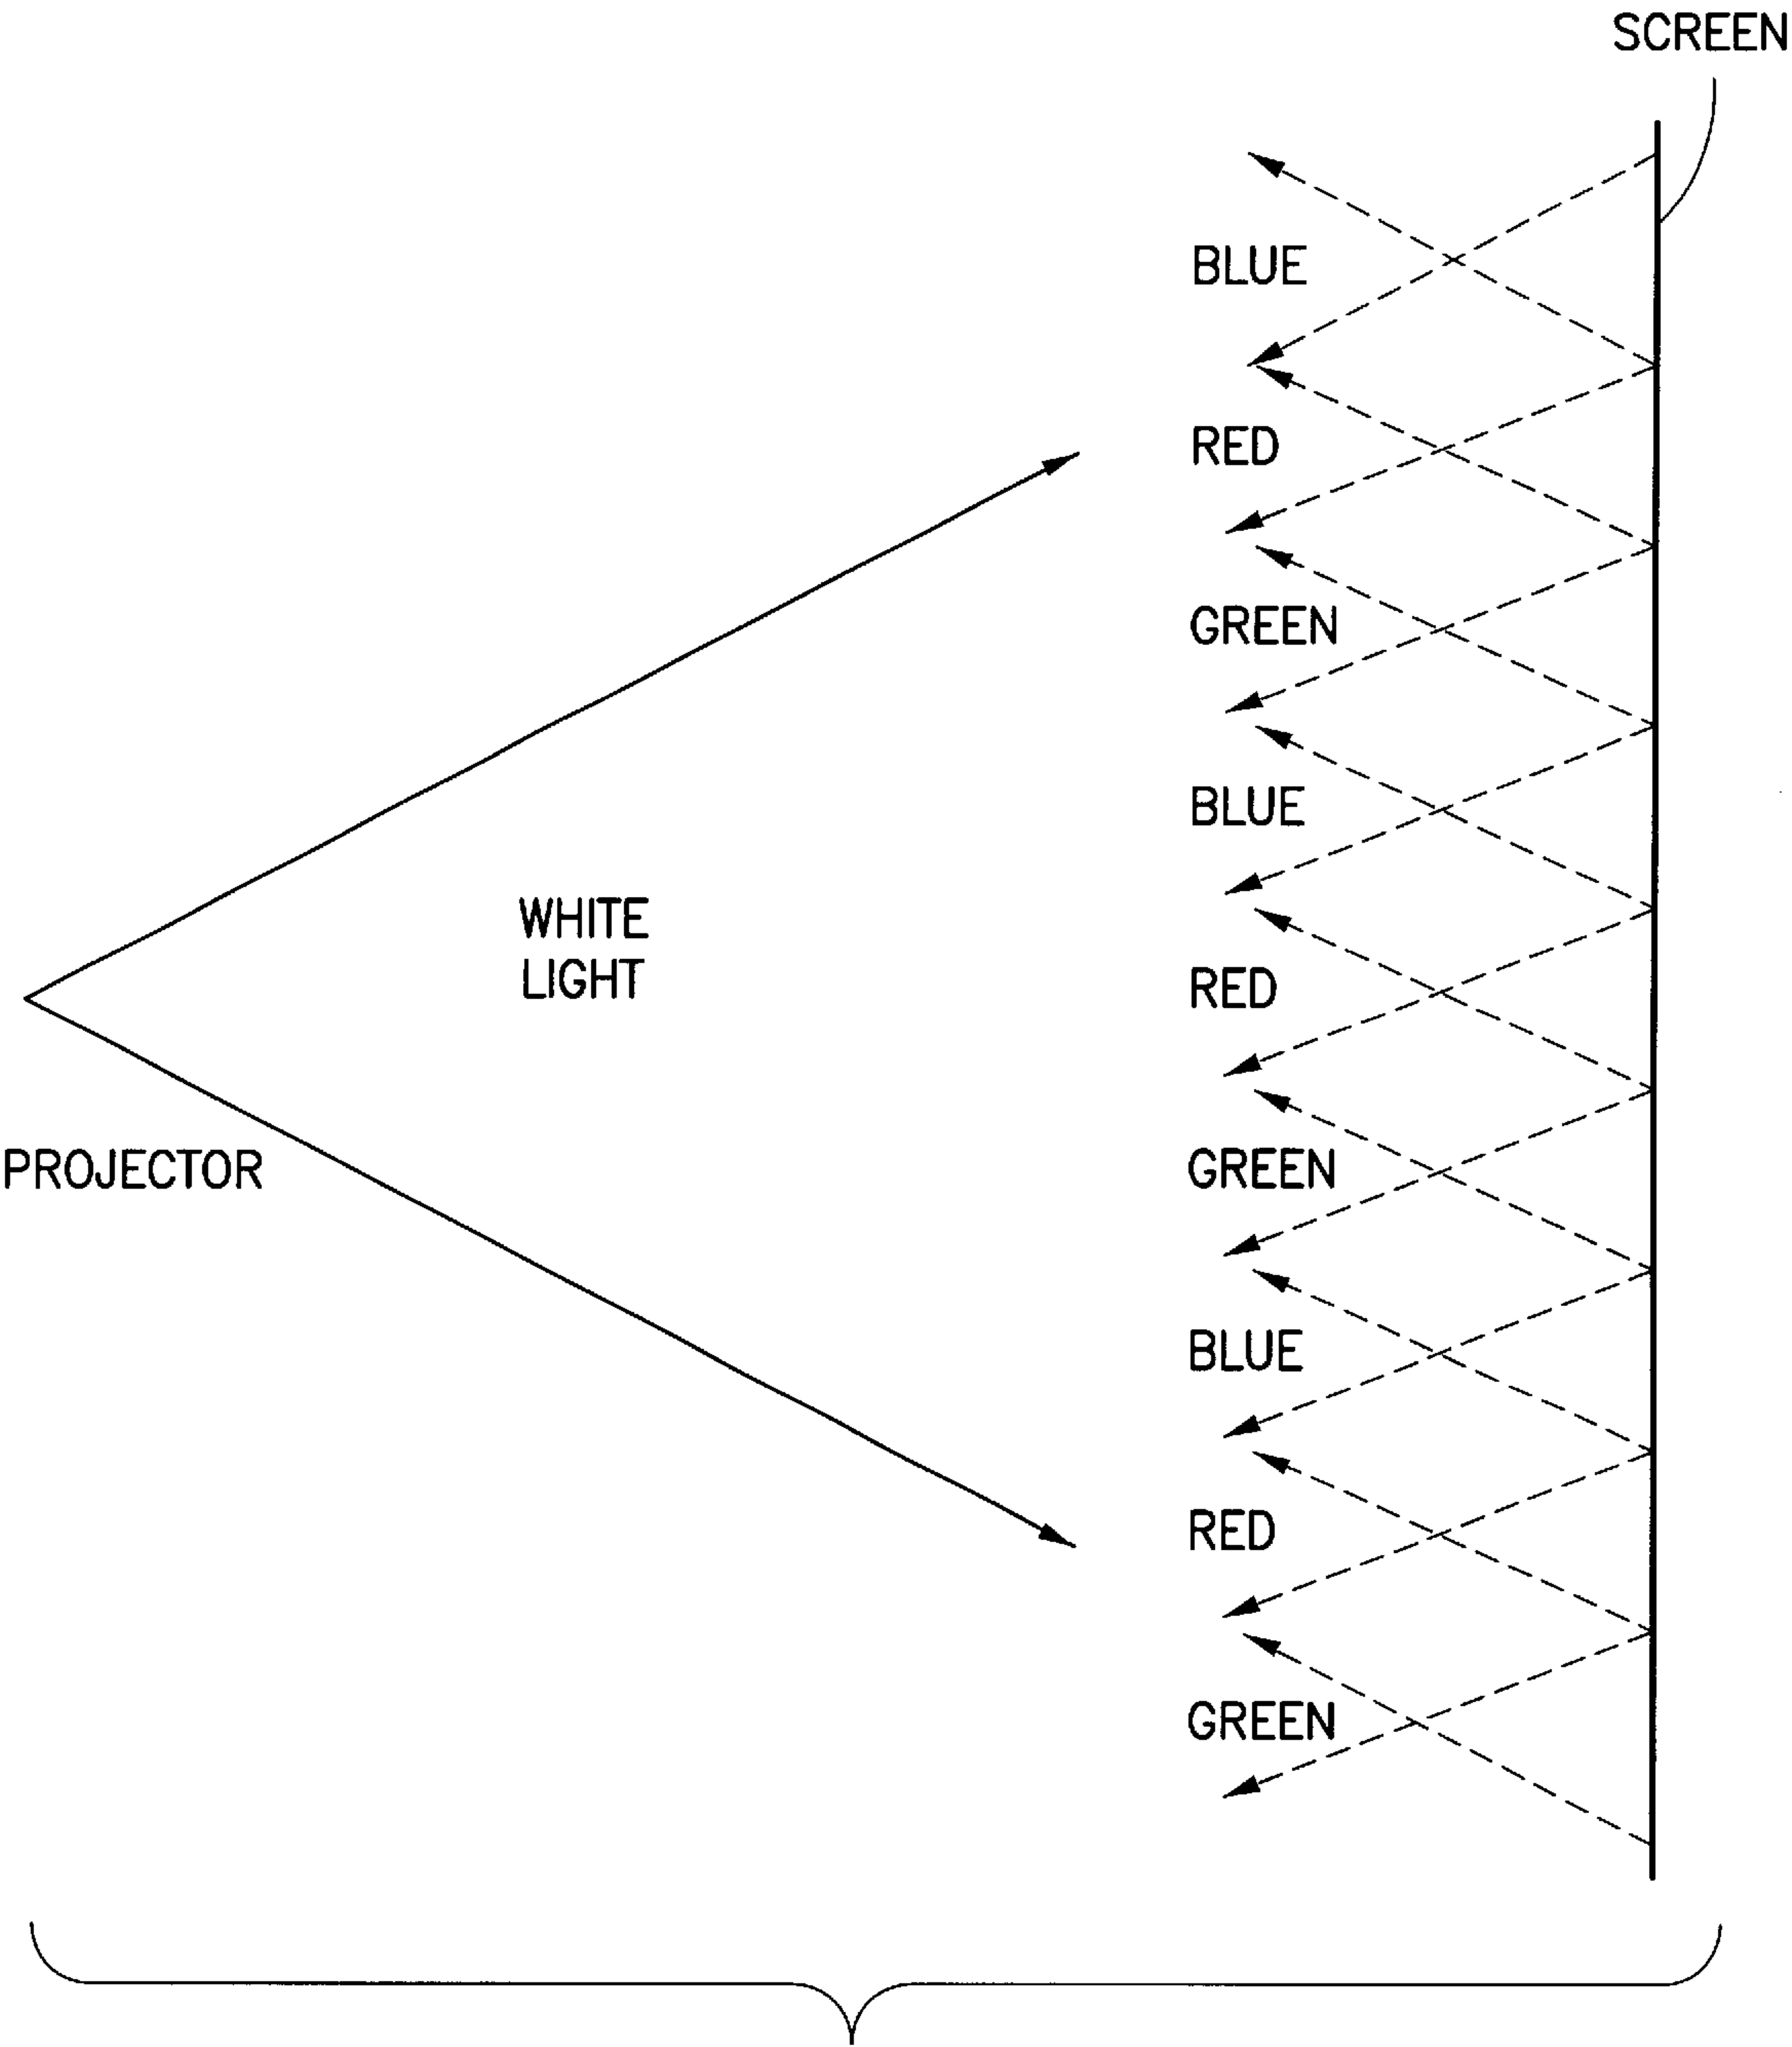 SCREEN
BLUE
RED
GREEN
BLUE
WHITE
LIGHT
RED
PROJECTOR
GREEN
BLUE
RED
GREEN